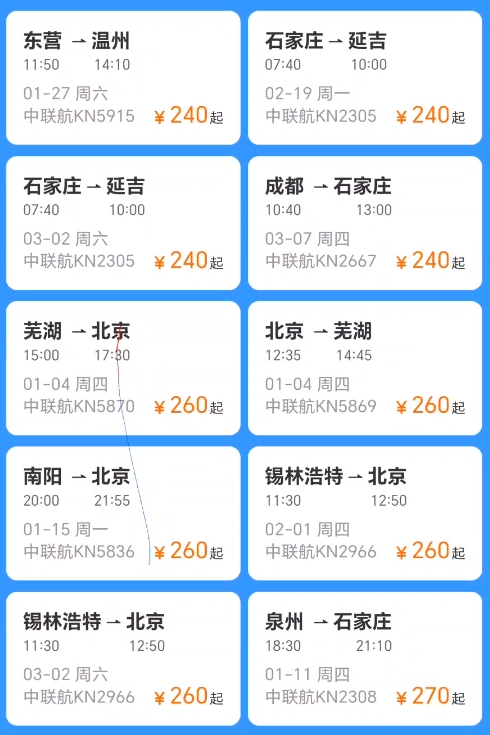 东营 ⇀ 温州
11:50 14:10
01-27 周六
中联航KN5915 ¥240起
石家庄 ⇀ 延吉
07:40 10:00
02-19 周一
中联航KN2305 ¥240起
石家庄 ⇀ 延吉
07:40 10:00
03-02 周六
中联航KN2305 ¥240起
成都 ⇀ 石家庄
10:40 13:00
03-07 周四
中联航KN2667 ¥240起
芜湖 ⇀ 北京
15:00 17:30
01-04 周四
中联航KN5870 ¥260起
北京 ⇀ 芜湖
12:35 14:45
01-04 周四
中联航KN5869 ¥260起
南阳 ⇀ 北京
20:00 21:55
01-15 周一
中联航KN5836 ¥260起
锡林浩特 ⇀ 北京
11:30 12:50
02-01 周四
中联航KN2966 ¥260起
锡林浩特 ⇀ 北京
11:30 12:50
03-02 周六
中联航KN2966 ¥260起
泉州 ⇀ 石家庄
18:30 21:10
01-11 周四
中联航KN2308 ¥270起